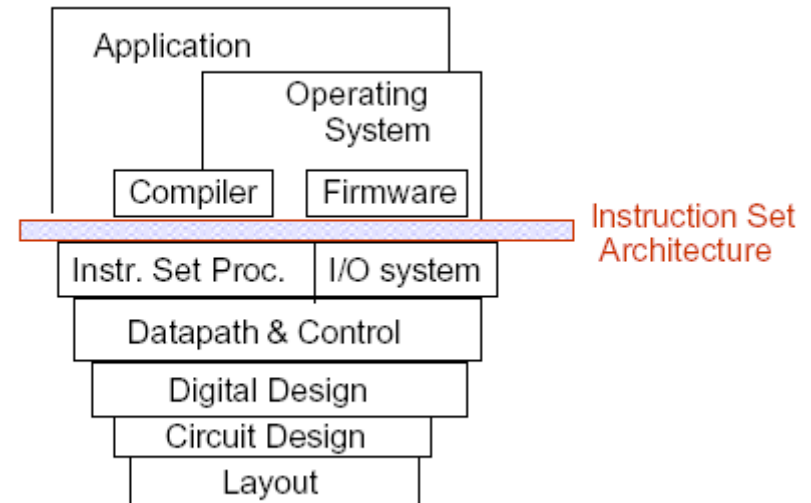 Application
Operating
System
Compiler
Firmware
Instruction Set
Architecture
Instr. Set Proc.
I/O system
Datapath & Control
Digital Design
Circuit Design
Layout